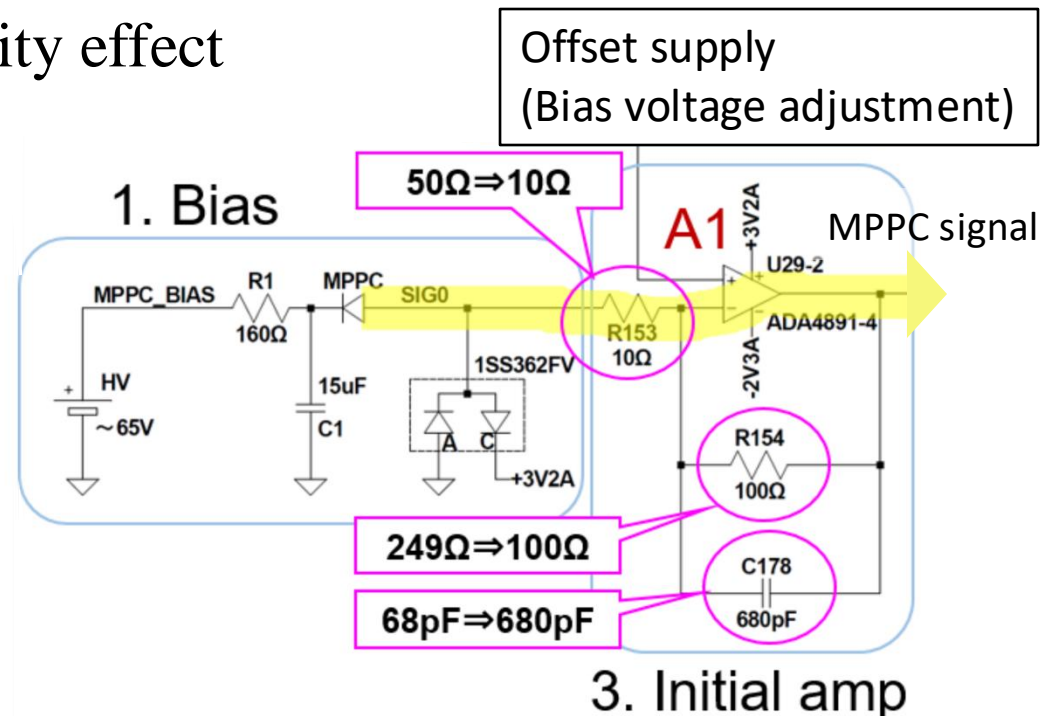 ity effect
Offset supply
(Bias voltage adjustment)
50Ω⇒10Ω
1. Bias
A1
+3V2A
MPPC signal
U29-2
MPPC_BIAS
R1
160Ω
MPPC
SIG0
R153
10Ω
ADA4891-4
-2V3A
1SS362FV
+
HV
~65V
15uF
C1
A
C
+3V2A
R154
100Ω
249Ω⇒100Ω
C178
680pF
68pF⇒680pF
3. Initial amp